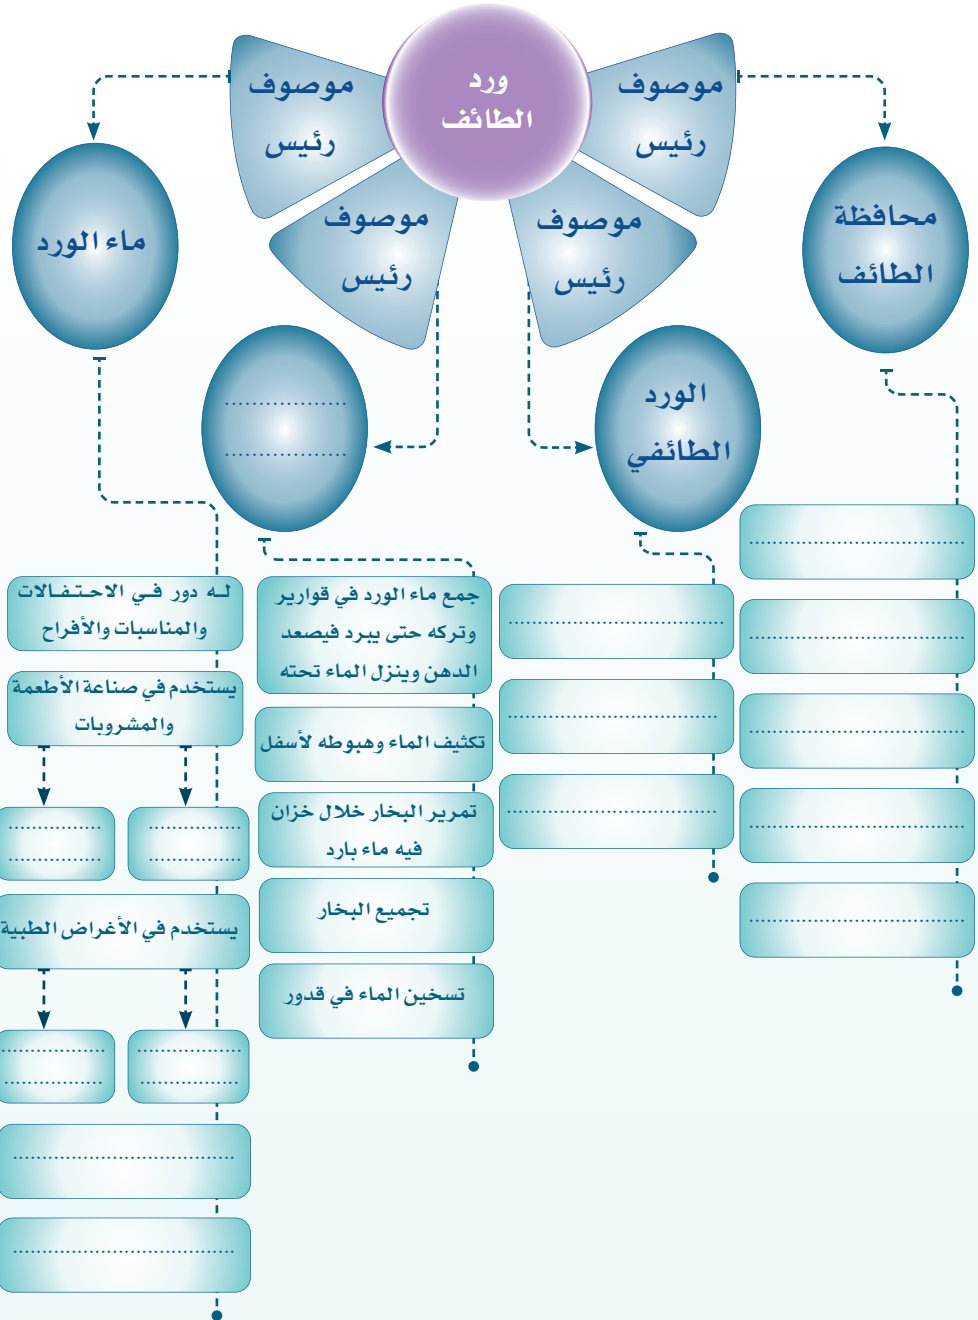 ورد
الطائف
موصوف
رئيس
موصوف
رئيس
موصوف
رئيس
موصوف
رئيس
محافظة
الطائف
الورد
الطائفي
................
................
ماء الورد
.....................................
.....................................
.....................................
.....................................
.....................................
.....................................
.....................................
.....................................
جمع ماء الورد في قوارير
وتركه حتى يبرد فيصعد
الدهن وينزل الماء تحته
تكثيف الماء وهبوطه لأسفل
تمرير البخار خلال خزان
فيه ماء بارد
تجميع البخار
تسخين الماء في قدور
له دور في الاحتفالات
والمناسبات والأفراح
يستخدم في صناعة الأطعمة
والمشروبات
................
................
................
................
يستخدم في الأغراض الطبية
................
................
................
................
.....................................
.....................................